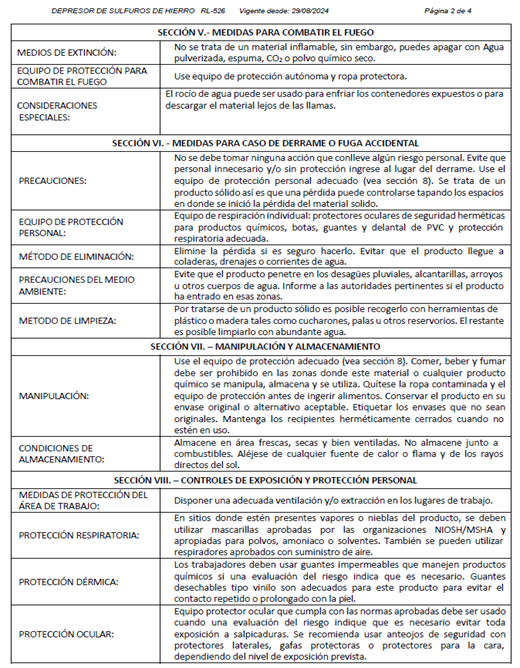 DEPRESOR DE SULFUROS DE HIERRO RL-526 Vigente desde: 29/08/2024 Página 2 de 4
SECCIÓN V.- MEDIDAS PARA COMBATIR EL FUEGO
MEDIOS DE EXTINCIÓN:
No se trata de un material inflamable, sin embargo, puedes apagar con Agua
pulverizada, espuma, CO₂ o polvo químico seco.
EQUIPO DE PROTECCIÓN PARA
COMBATIR EL FUEGO
Use equipo de protección autónoma y ropa protectora.
CONSIDERACIONES
ESPECIALES:
El rocío de agua puede ser usado para enfriar los contenedores expuestos o para
descargar el material lejos de las llamas.
SECCIÓN VI. - MEDIDAS PARA CASO DE DERRAME O FUGA ACCIDENTAL
PRECAUCIONES:
No se debe tomar ninguna acción que conlleve algún riesgo personal. Evite que
personal innecesario y/o sin protección ingrese al lugar del derrame. Use el
equipo de protección personal adecuado (vea sección 8). Se trata de un
producto sólido así es que una pérdida puede controlarse tapando los espacios
en donde se inició la pérdida del material solido.
EQUIPO DE PROTECCIÓN
PERSONAL:
Equipo de respiración individual: protectores oculares de seguridad herméticas
para productos químicos, botas, guantes y delantal de PVC y protección
respiratoria adecuada.
MÉTODO DE ELIMINACIÓN:
Elimine la pérdida si es seguro hacerlo. Evitar que el producto llegue a
coladeras, drenajes o corrientes de agua.
PRECAUCIONES DEL MEDIO
AMBIENTE:
Evite que el producto penetre en los desagües pluviales, alcantarillas, arroyos
u otros cuerpos de agua. Informe a las autoridades pertinentes si el producto
ha entrado en esas zonas.
METODO DE LIMPIEZA:
Por tratarse de un producto sólido es posible recogerlo con herramientas de
plástico o madera tales como cucharones, palas u otros reservorios. El restante
es posible limpiarlo con abundante agua.
SECCIÓN VII. – MANIPULACIÓN Y ALMACENAMIENTO
MANIPULACIÓN:
Use el equipo de protección adecuado (vea sección 8). Comer, beber y fumar
debe ser prohibido en las zonas donde este material o cualquier producto
químico se manipula, almacena y se utiliza. Quítese la ropa contaminada y el
equipo de protección antes de ingerir alimentos. Conservar el producto en su
envase original o alternativo aceptable. Etiquetar los envases que no sean
originales. Mantenga los recipientes herméticamente cerrados cuando no
estén en uso.
CONDICIONES DE
ALMACENAMIENTO:
Almacene en área frescas, secas y bien ventiladas. No almacene junto a
combustibles. Aléjese de cualquier fuente de calor o flama y de los rayos
directos del sol.
SECCIÓN VIII. – CONTROLES DE EXPOSICIÓN Y PROTECCIÓN PERSONAL
MEDIDAS DE PROTECCIÓN DEL
ÁREA DE TRABAJO:
Disponer una adecuada ventilación y/o extracción en los lugares de trabajo.
PROTECCIÓN RESPIRATORIA:
En sitios donde estén presentes vapores o nieblas del producto, se deben
utilizar mascarillas aprobadas por las organizaciones NIOSH/MSHA y
apropiadas para polvos, amoniaco o solventes. También se pueden utilizar
respiradores aprobados con suministro de aire.
PROTECCIÓN DÉRMICA:
Los trabajadores deben usar guantes impermeables que manejen productos
químicos si una evaluación del riesgo indica que es necesario. Guantes
desechables tipo vinilo son adecuados para este producto para evitar el
contacto repetido o prolongado con la piel.
PROTECCIÓN OCULAR:
Equipo protector ocular que cumpla con las normas aprobadas debe ser usado
cuando una evaluación del riesgo indique que es necesario evitar toda
exposición a salpicaduras. Se recomienda usar anteojos de seguridad con
protectores laterales, gafas protectoras o protectores para la cara,
dependiendo del nivel de exposición prevista.